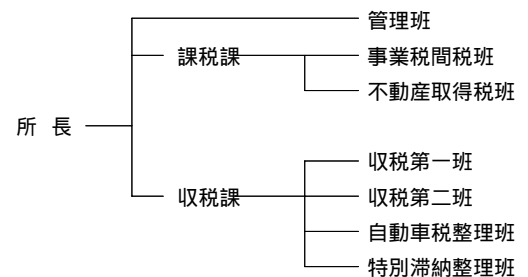 管理班
課税課
事業税間税班
不動産取得税班
所長
収税第一班
収税課
収税第二班
自動車税整理班
特別滞納整理班